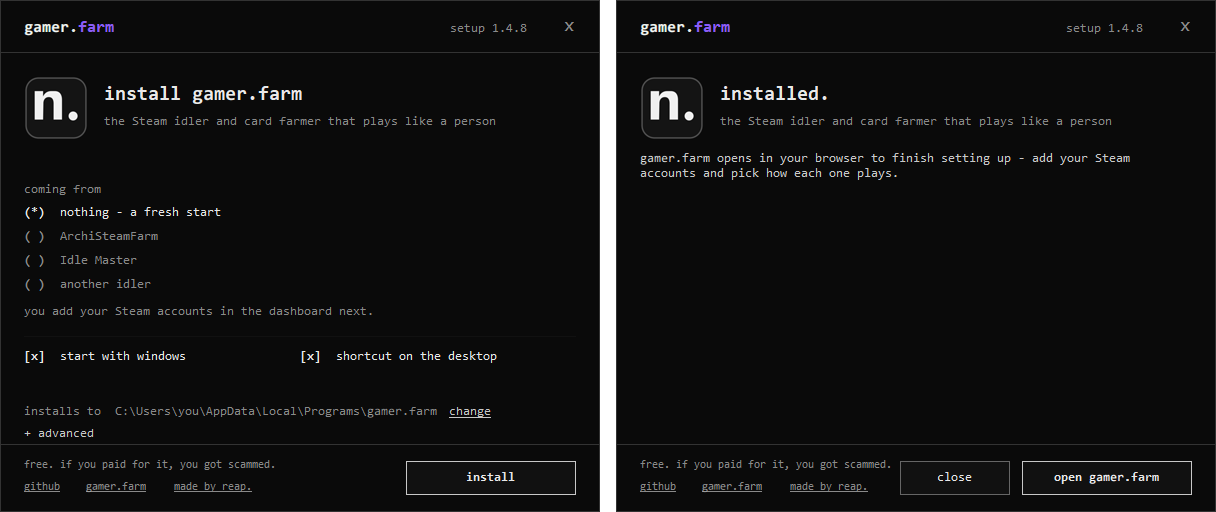 gamer.farm
setup 1.4.8
X
n.
install gamer.farm
the Steam idler and card farmer that plays like a person
coming from
(*) nothing - a fresh start
( ) ArchiSteamFarm
( ) Idle Master
( ) another idler
you add your Steam accounts in the dashboard next.
[x] start with windows
[x] shortcut on the desktop
installs to C:\Users\you\AppData\Local\Programs\gamer.farm change
+ advanced
free. if you paid for it, you got scammed.
github gamer.farm made by reap.
install
gamer.farm
setup 1.4.8
X
n.
installed.
the Steam idler and card farmer that plays like a person
gamer.farm opens in your browser to finish setting up - add your Steam
accounts and pick how each one plays.
free. if you paid for it, you got scammed.
github gamer.farm made by reap.
close
open gamer.farm